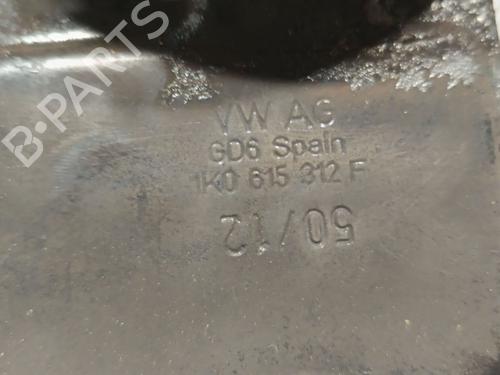 B-PARTS
VW AG
GD6 Spain
1K0 615 312 F
50/12